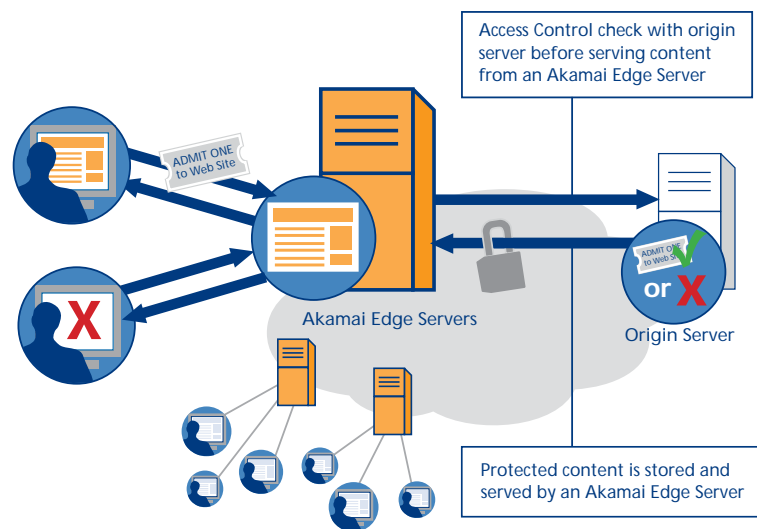 Access Control check with origin
server before serving content
from an Akamai Edge Server
ADMIT ONE
to Web Site
X
Akamai Edge Servers
ADMIT ONE
to Web Site
or X
Origin Server
Protected content is stored and
served by an Akamai Edge Server